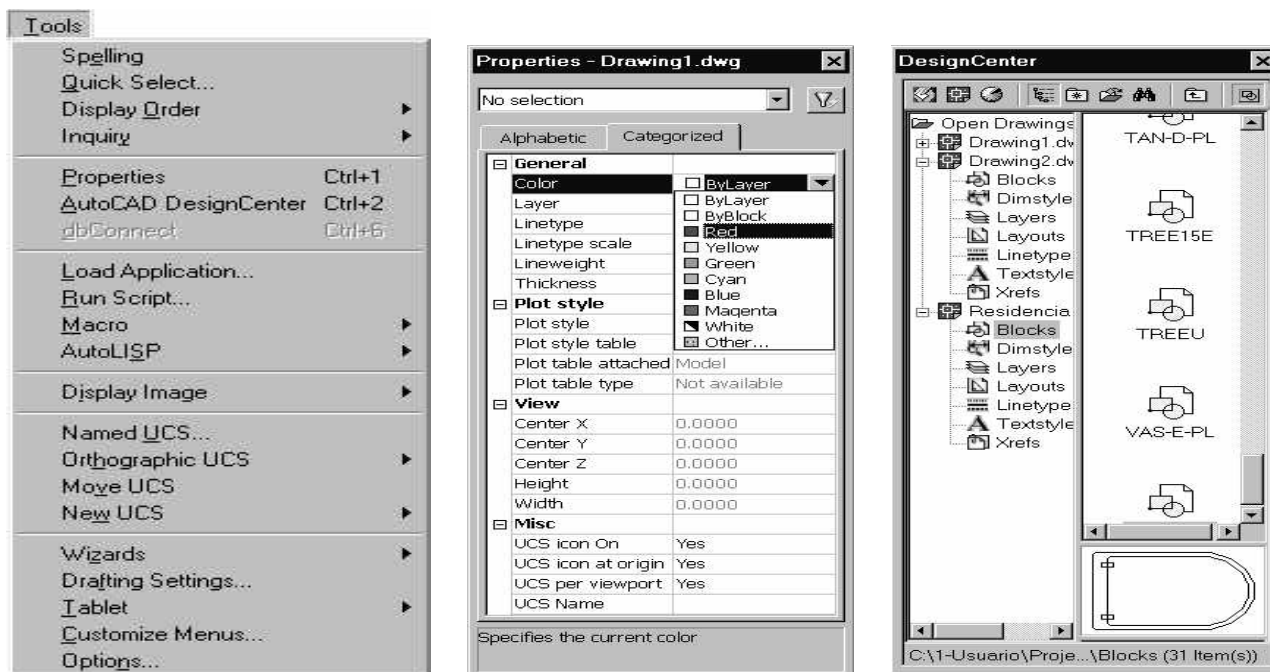 Tools
Spelling
Quick Select...
Display Order
Inquiry
Properties Ctrl+1
AutoCAD DesignCenter Ctrl+2
dbConnect Ctrl+6
Load Application...
Run Script...
Macro
AutoLISP
Display Image
Named UCS...
Orthographic UCS
Move UCS
New UCS
Wizards
Drafting Settings...
Tablet
Customize Menus...
Options...
Properties - Drawing1.dwg
No selection
Alphabetic Categorized
General
Color ByLayer
Layer ByLayer
Linetype ByBlock
Red
Linetype scale Yellow
Lineweight Green
Thickness Cyan
Blue
Plot style Magenta
Plot style White
Plot style table Other...
Plot table attached Model
Plot table type Not available
View
Center X 0.0000
Center Y 0.0000
Center Z 0.0000
Height 0.0000
Width 0.0000
Misc
UCS icon On Yes
UCS icon at origin Yes
UCS per viewport Yes
UCS Name
Specifies the current color
DesignCenter
Open Drawings
Drawing1.dw
Drawing2.dw
Blocks
Dimstyle
Layers
Layouts
Linetype
Textstyle
Xrefs
Residencia
Blocks
Dimstyle
Layers
Layouts
Linetype
Textstyle
Xrefs
TAN-D-PL
TREE15E
TREEU
VAS-E-PL
C:\1-Usuario\Proje...\Blocks (31 Item(s))